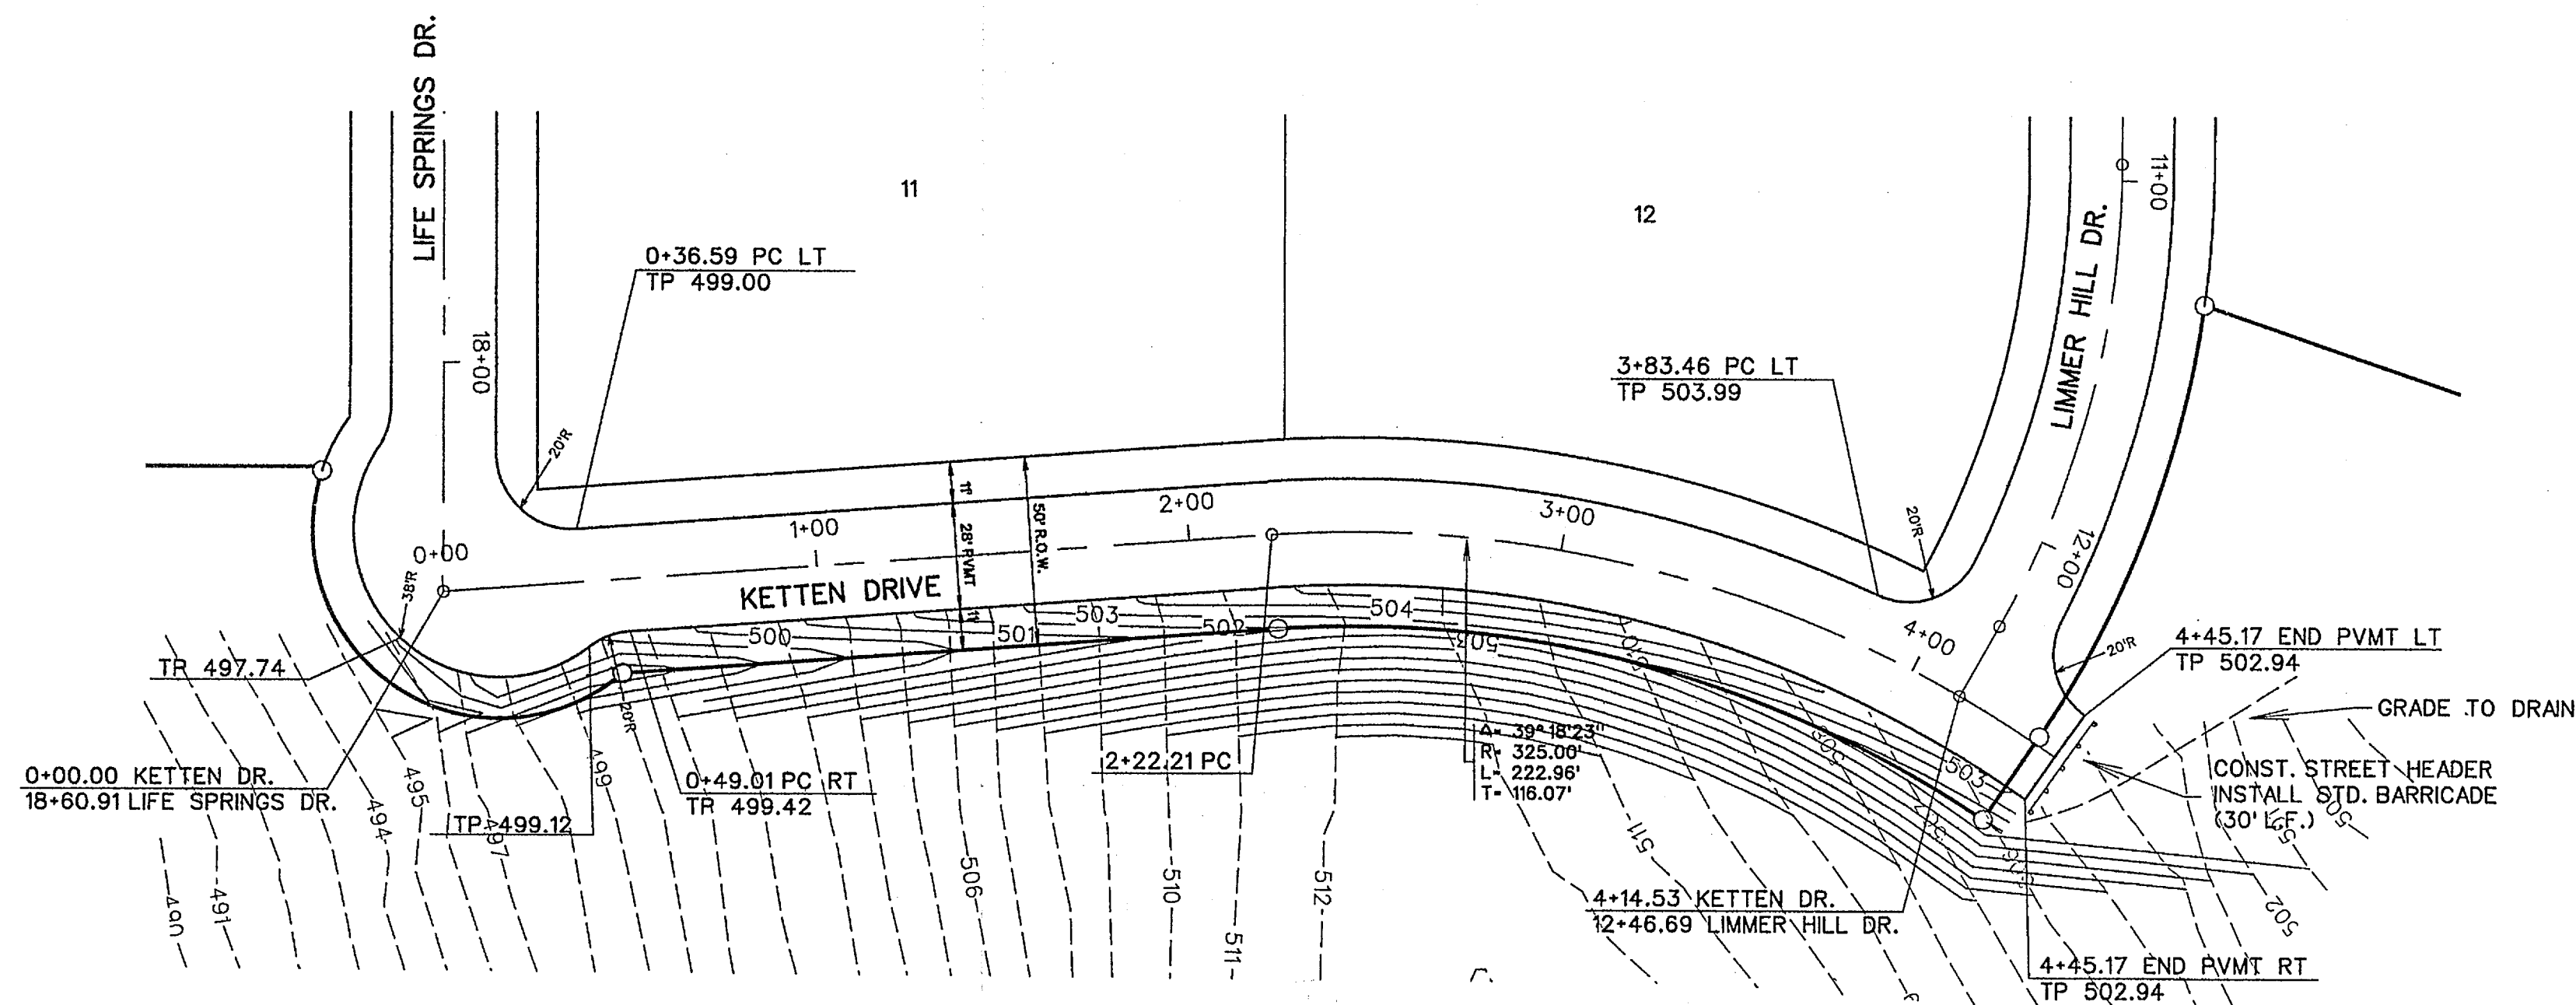 LIFE SPRINGS DR.
11
12
11+00
LIMMER HILL DR.
0+36.59 PC LT
TP 499.00
18+00
3+83.46 PC LT
TP 503.99
20'R
11'
50' R.O.W.
28' PVMT
11'
2+00
1+00
3+00
20'R
12+00
0+00
38'R
KETTEN DRIVE
500
501
503
502
504
503
4+00
20'R
4+45.17 END PVMT LT
TP 502.94
TP 497.74
20'R
GRADE TO DRAIN
0+00.00 KETTEN DR.
18+60.91 LIFE SPRINGS DR.
495
494
497
499
TP 499.12
0+49.01 PC RT
TP 499.42
2+22.21 PC
Δ= 39°18'23"
R= 325.00'
L= 222.96'
T= 116.07'
503
CONST. STREET HEADER
INSTALL STD. BARRICADE
(30' L.F.)
490
491
506
510
511
512
511
502
4+14.53 KETTEN DR.
12+46.69 LIMMER HILL DR.
4+45.17 END PVMT RT
TP 502.94